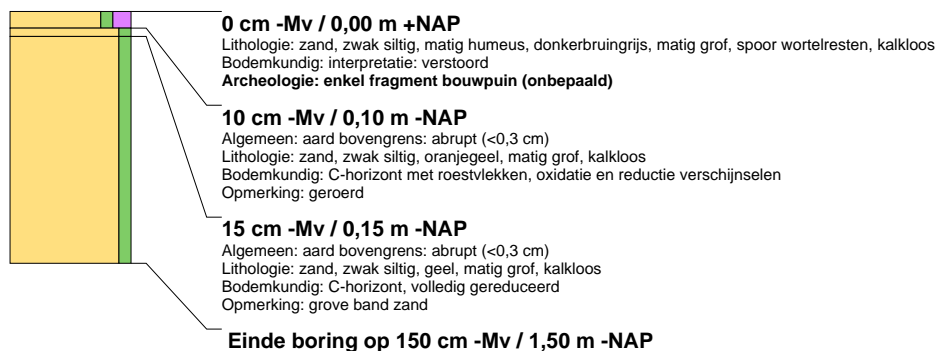 0 cm -Mv / 0,00 m +NAP
Lithologie: zand, zwak siltig, matig humeus, donkerbruingrijs, matig grof, spoor wortelresten, kalkloos
Bodemkundig: interpretatie: verstoord
Archeologie: enkel fragment bouwpuin (onbepaald)
10 cm -Mv / 0,10 m -NAP
Algemeen: aard bovengrens: abrupt (<0,3 cm)
Lithologie: zand, zwak siltig, oranjegeel, matig grof, kalkloos
Bodemkundig: C-horizont met roestvlekken, oxidatie en reductie verschijnselen
Opmerking: geroerd
15 cm -Mv / 0,15 m -NAP
Algemeen: aard bovengrens: abrupt (<0,3 cm)
Lithologie: zand, zwak siltig, geel, matig grof, kalkloos
Bodemkundig: C-horizont, volledig gereduceerd
Opmerking: grove band zand
Einde boring op 150 cm -Mv / 1,50 m -NAP